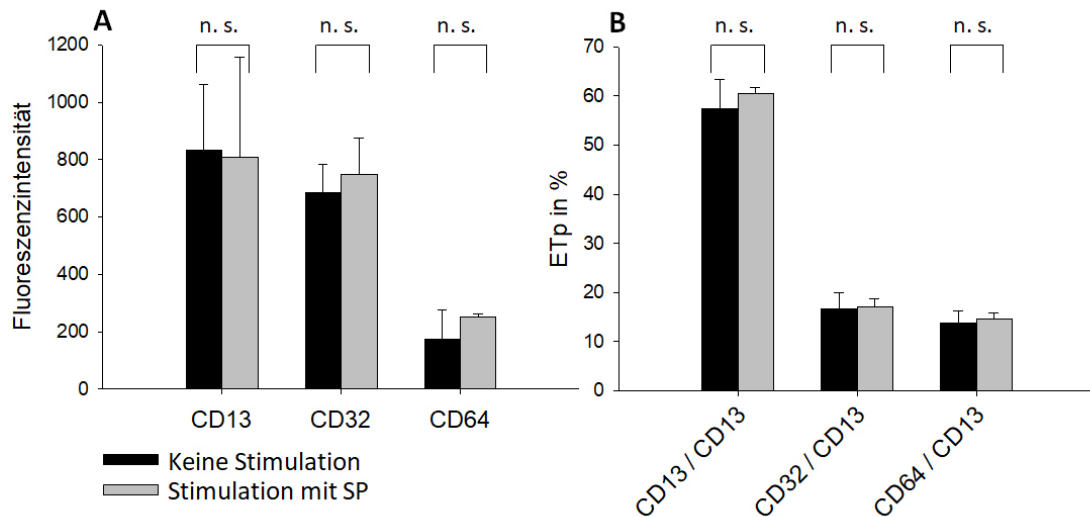 A
n. s.
n. s.
n. s.
1200
1000
800
600
400
200
0
Fluoreszenzintensität
CD13
CD32
CD64
Keine Stimulation
Stimulation mit SP
B
n. s.
n. s.
n. s.
70
60
50
40
30
20
10
0
ETp in %
CD13 / CD13
CD32 / CD13
CD64 / CD13